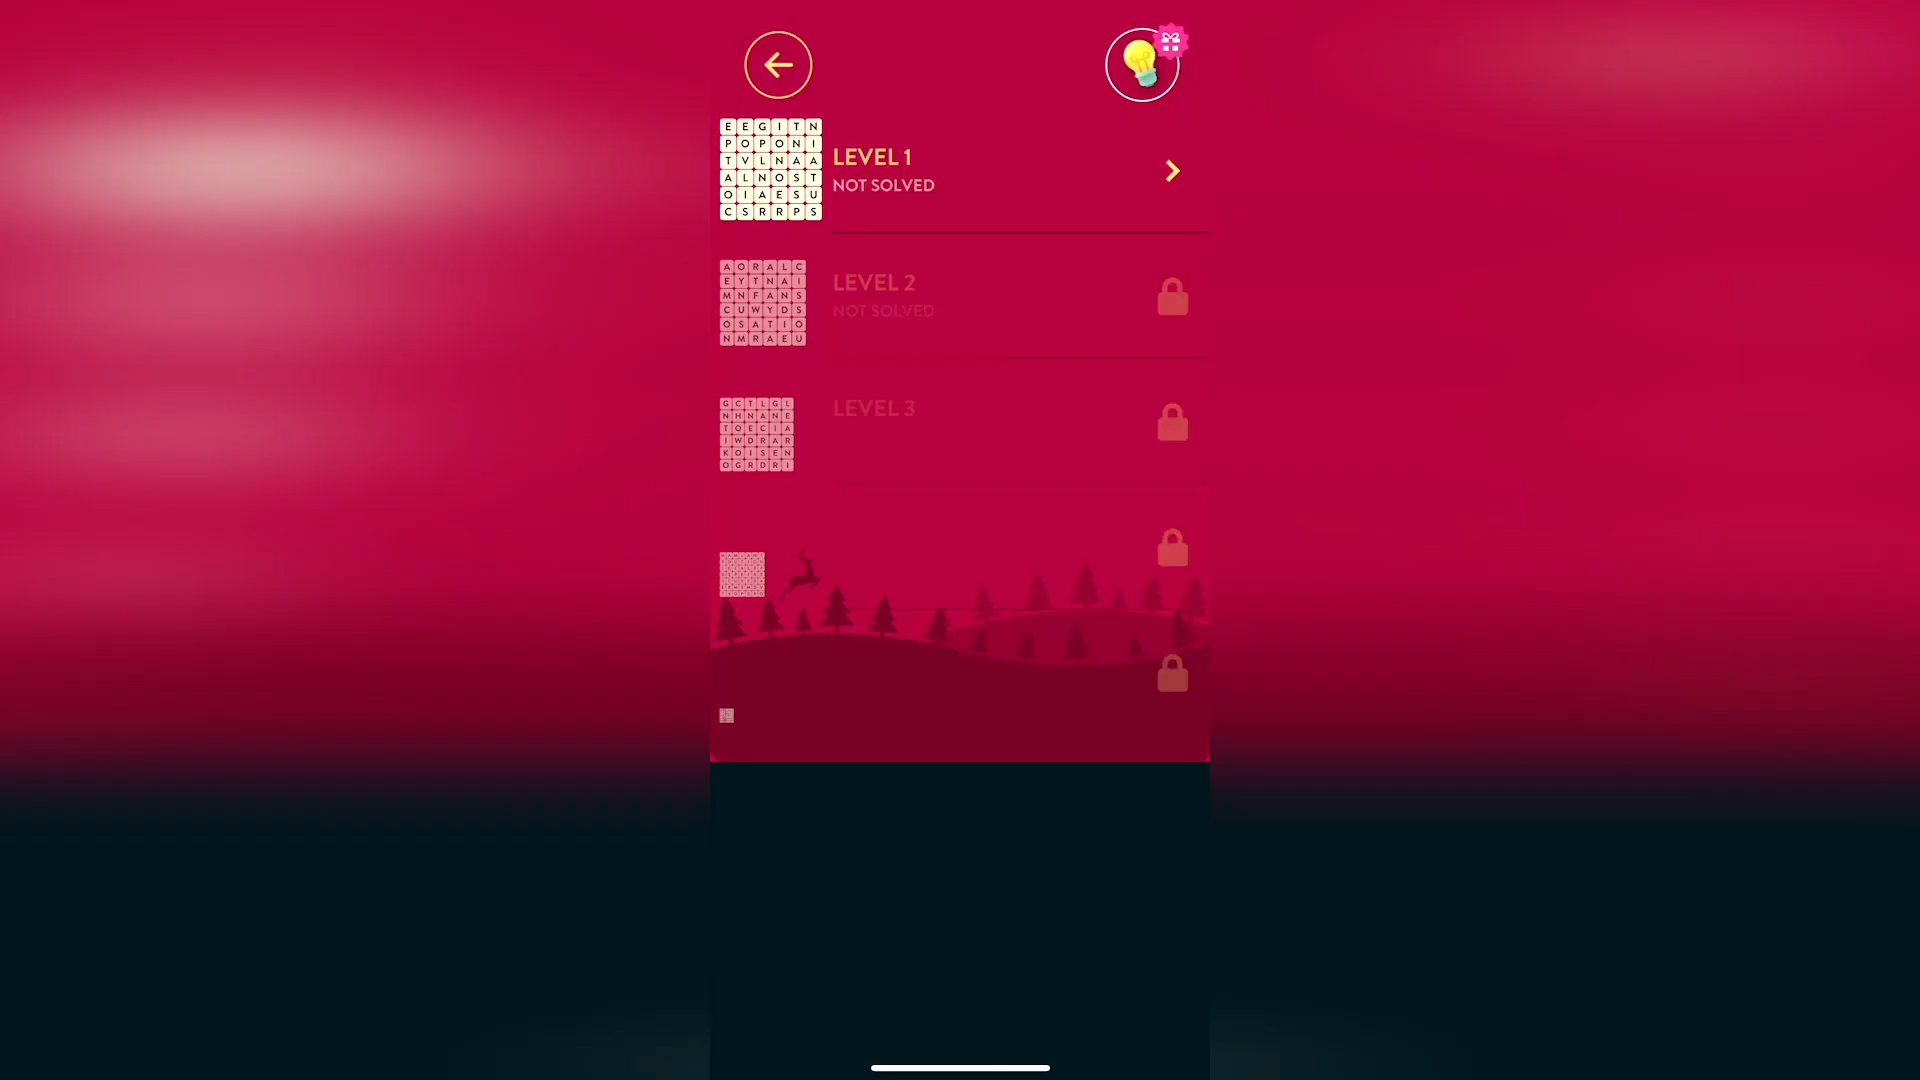 E E G I T N
P O P O N I
T V L N A A
A L N O S T
O I A E S U
C S R R P S
LEVEL 1
NOT SOLVED
A O R A L C
E Y T N A I
M N F A N S
C U W Y D S
O S A T I O
N M R A E U
LEVEL 2
NOT SOLVED
G C T L G L
N H N A N E
T O E C I A
I W D R A R
K O I S E N
O G R D R I
LEVEL 3